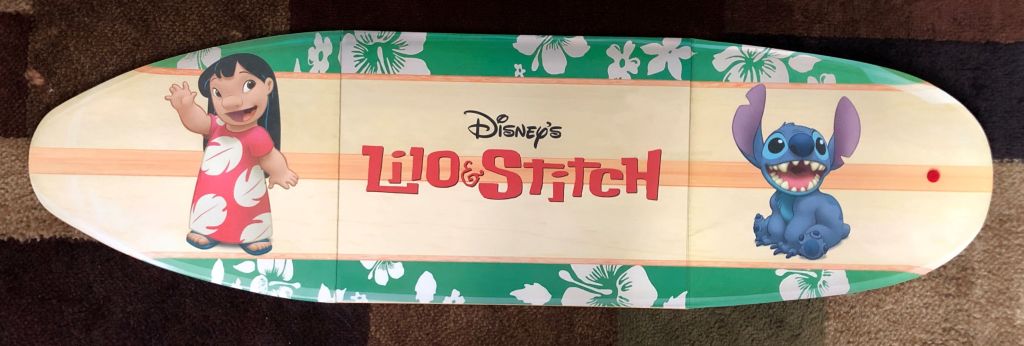 Disney's
Lilo & Stitch